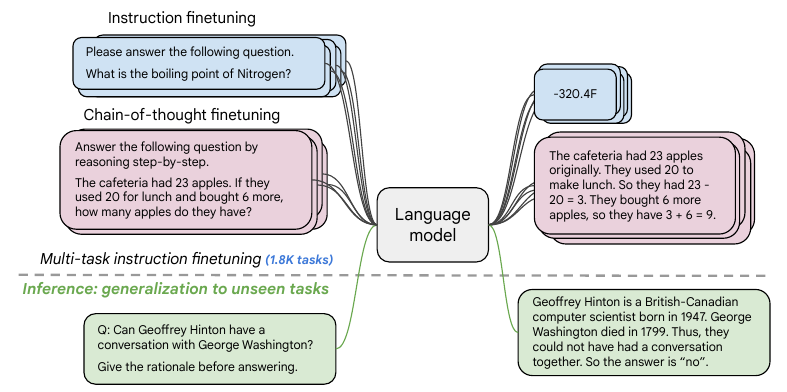 Instruction finetuning
Please answer the following question.
What is the boiling point of Nitrogen?
-320.4F
Chain-of-thought finetuning
Answer the following question by
reasoning step-by-step.
The cafeteria had 23 apples. If they
used 20 for lunch and bought 6 more,
how many apples do they have?
The cafeteria had 23 apples
originally. They used 20 to
make lunch. So they had 23 -
20 = 3. They bought 6 more
apples, so they have 3 + 6 = 9.
Language
model
Multi-task instruction finetuning (1.8K tasks)
Inference: generalization to unseen tasks
Q: Can Geoffrey Hinton have a
conversation with George Washington?
Give the rationale before answering.
Geoffrey Hinton is a British-Canadian
computer scientist born in 1947. George
Washington died in 1799. Thus, they
could not have had a conversation
together. So the answer is “no”.